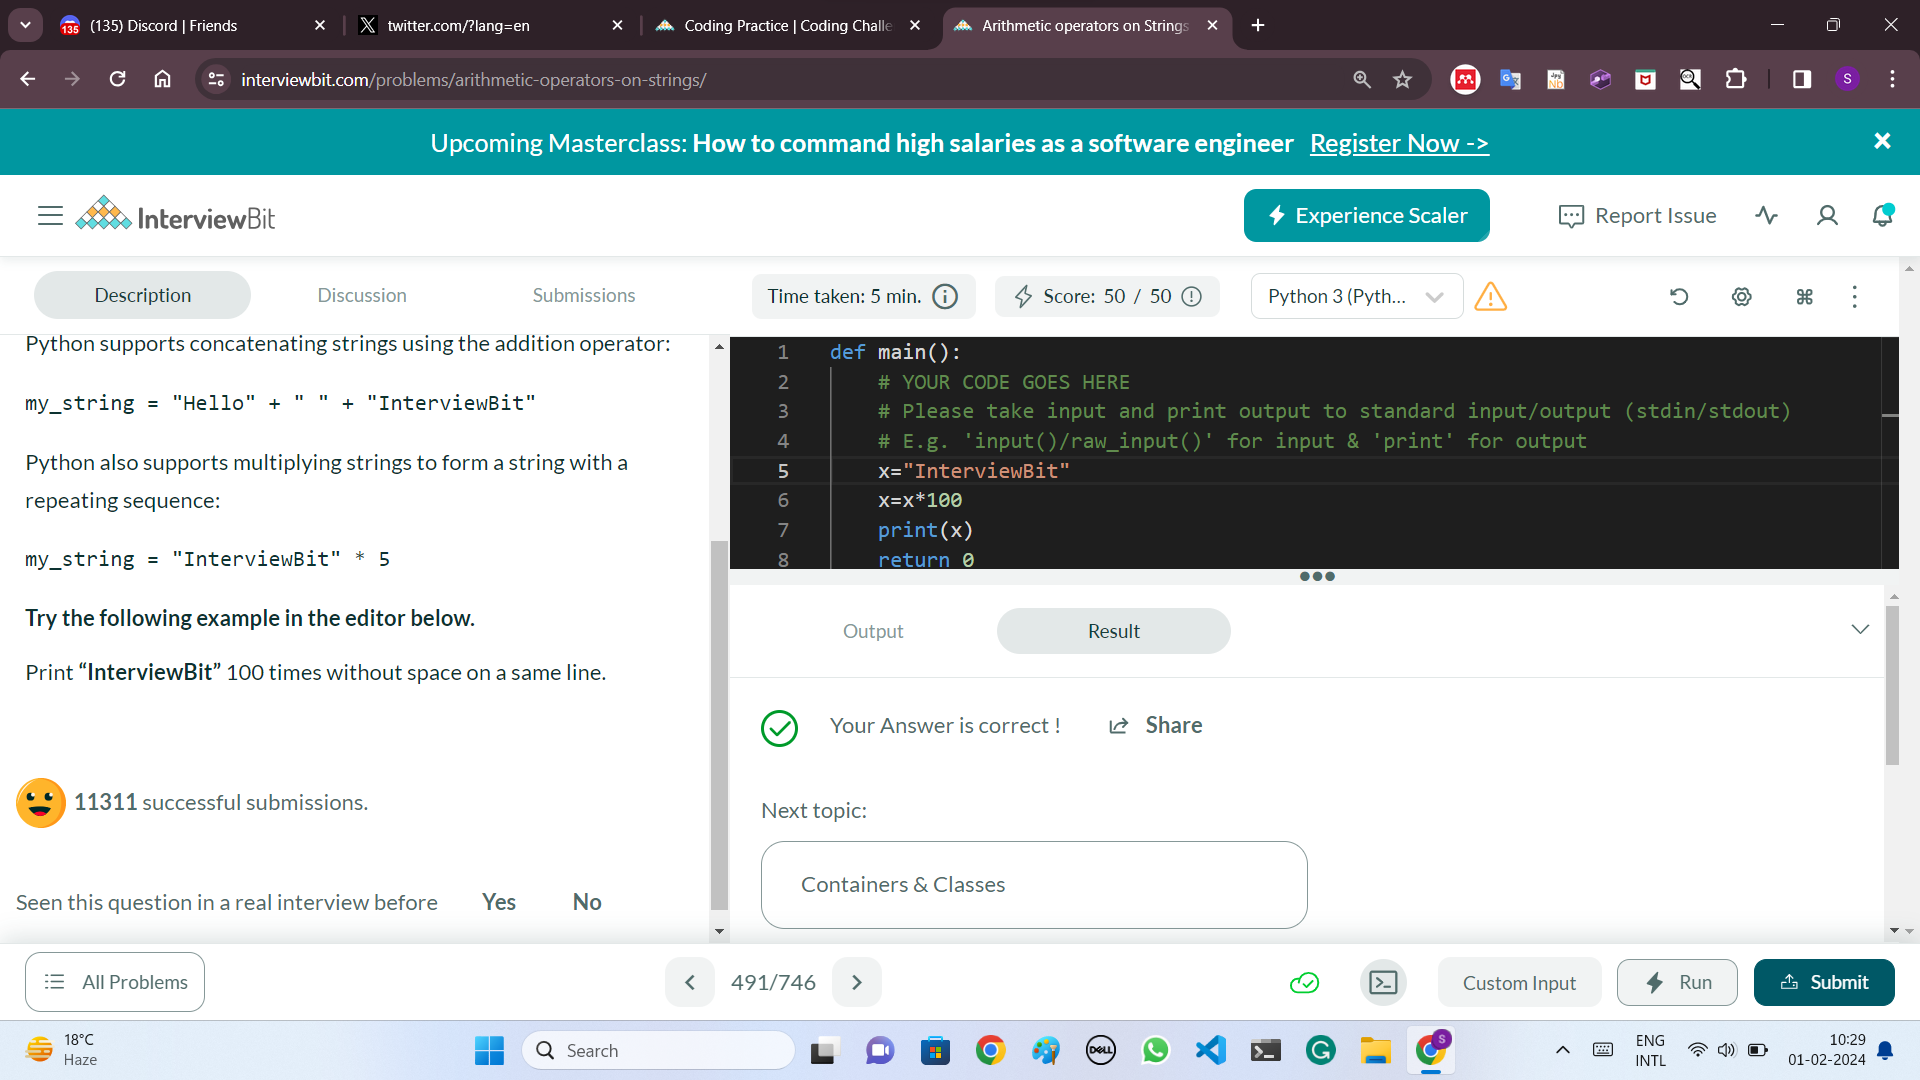 135
(135) Discord | Friends
twitter.com/?lang=en
Coding Practice | Coding Challe
Arithmetic operators on Strings
interviewbit.com/problems/arithmetic-operators-on-strings/
S
Upcoming Masterclass: How to command high salaries as a software engineer Register Now ->
InterviewBit
Experience Scaler
Report Issue
Description
Discussion
Submissions
Time taken: 5 min.
Score: 50 / 50
Python 3 (Pyth...
Python supports concatenating strings using the addition operator:
my_string = "Hello" + " " + "InterviewBit"
Python also supports multiplying strings to form a string with a
repeating sequence:
my_string = "InterviewBit" * 5
Try the following example in the editor below.
Print “InterviewBit” 100 times without space on a same line.
11311 successful submissions.
Seen this question in a real interview before Yes No
1 def main():
2 # YOUR CODE GOES HERE
3 # Please take input and print output to standard input/output (stdin/stdout)
4 # E.g. 'input()/raw_input()' for input & 'print' for output
5 x="InterviewBit"
6 x=x*100
7 print(x)
8 return 0
Output
Result
Your Answer is correct !
Share
Next topic:
Containers & Classes
All Problems
491/746
Custom Input
Run
Submit
18°C
Haze
Search
DELL
S
ENG
INTL
10:29
01-02-2024